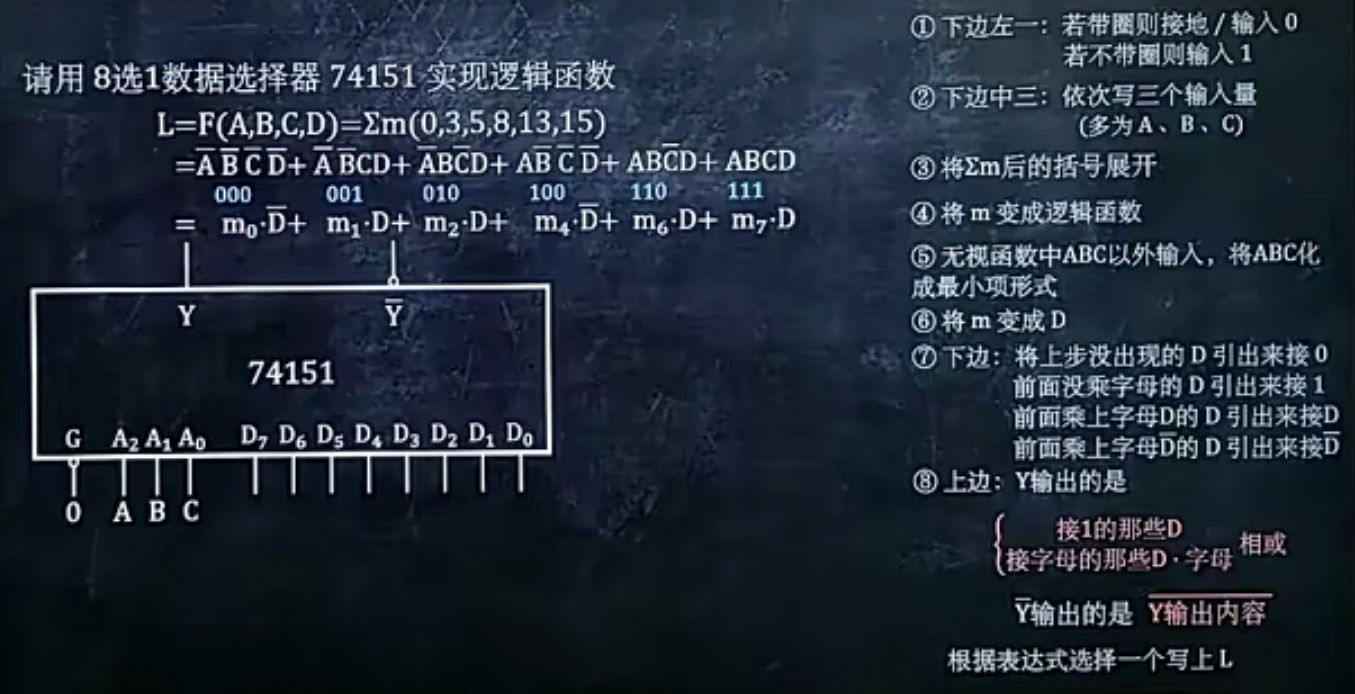 请用 8选1数据选择器 74151 实现逻辑函数
L=F(A,B,C,D)=Σm(0,3,5,8,13,15)
=A̅ B̅ C̅ D̅+ A̅ B̅CD+ A̅BC̅D+ AB̅ C̅ D̅+ ABC̅D+ ABCD
000 001 010 100 110 111
= m₀·D̅+ m₁·D+ m₂·D+ m₄·D̅+ m₆·D+ m₇·D
Y Y̅
74151
G A₂ A₁ A₀ D₇ D₆ D₅ D₄ D₃ D₂ D₁ D₀
0 A B C
① 下边左一：若带圈则接地 / 输入 0
若不带圈则输入 1
② 下边中三：依次写三个输入量
(多为 A 、B 、C)
③ 将Σm后的括号展开
④ 将 m 变成逻辑函数
⑤ 无视函数中ABC以外输入，将ABC化
成最小项形式
⑥ 将 m 变成 D
⑦ 下边：将上步没出现的 D 引出来接 0
前面没乘字母的 D 引出来接 1
前面乘上字母D的 D 引出来接D
前面乘上字母D̅的 D 引出来接D̅
⑧ 上边：Y输出的是
接1的那些D
接字母的那些D · 字母
相或
Y̅输出的是 Y̅输̅出̅内̅容̅
根据表达式选择一个写上 L